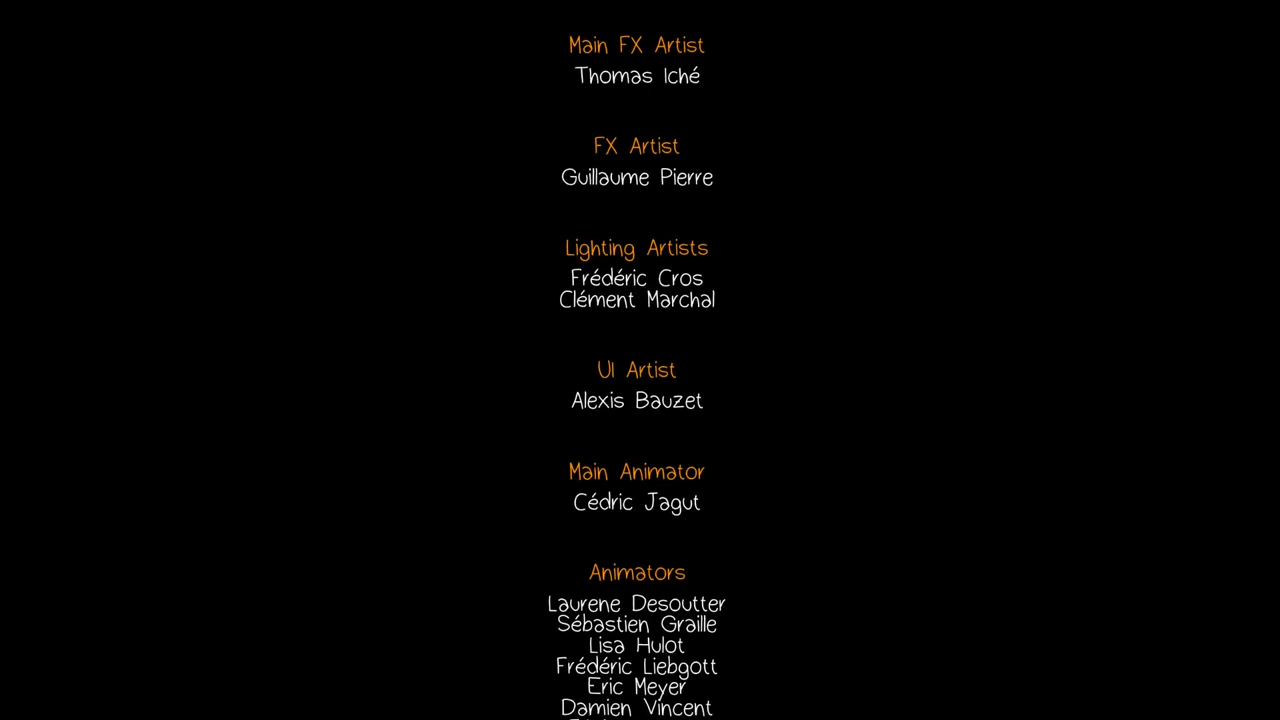 Main FX Artist
Thomas Iché
FX Artist
Guillaume Pierre
Lighting Artists
Frédéric Cros
Clément Marchal
UI Artist
Alexis Bauzet
Main Animator
Cédric Jagut
Animators
Laurene Desoutter
Sébastien Graille
Lisa Hulot
Frédéric Liebgott
Eric Meyer
Damien Vincent